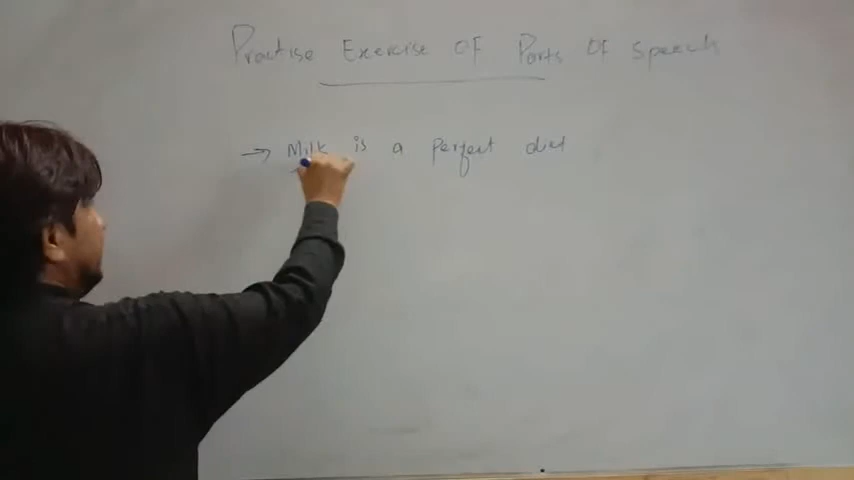 Practise Exercise OF Parts OF Speech
→ Milk is a perfect diet